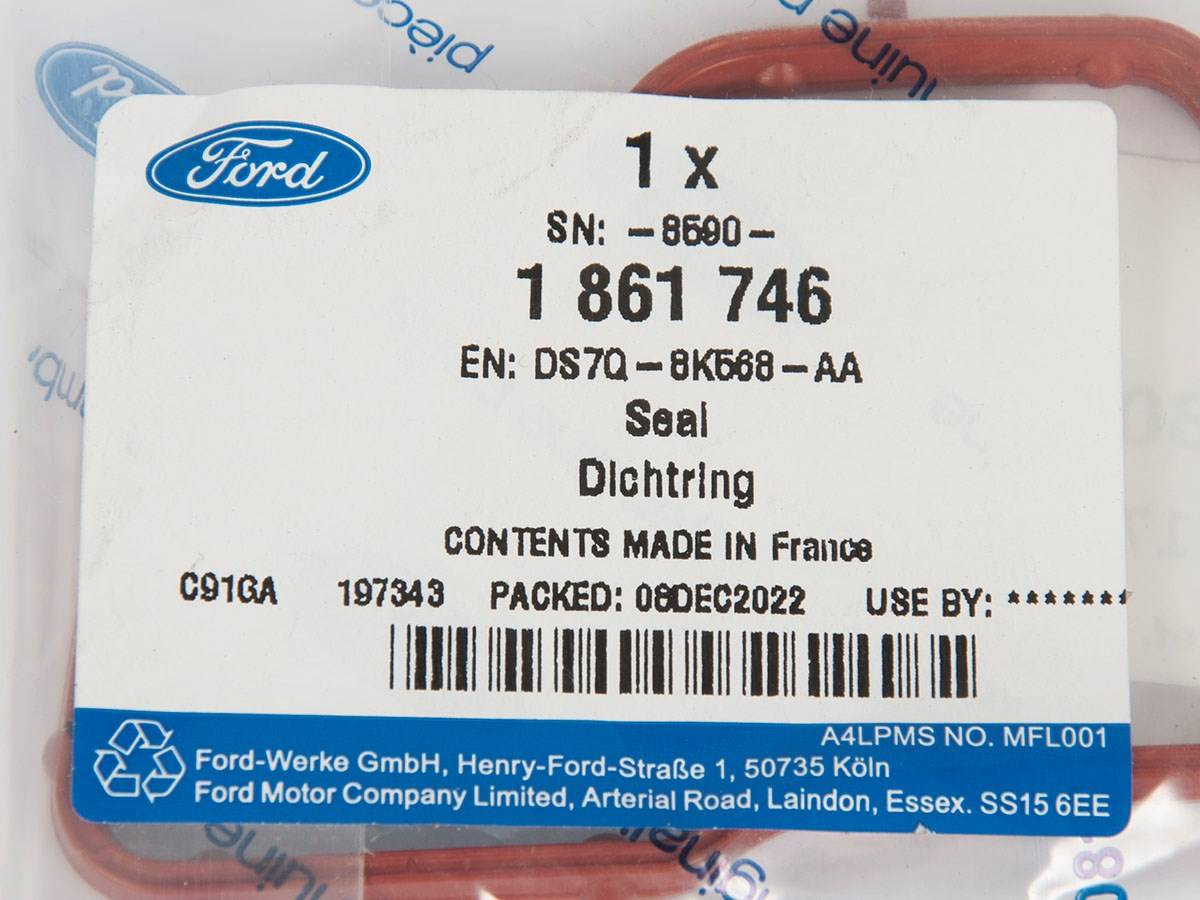 pièces
uine p
Ford
1 x
SN: -8590-
1 861 746
EN: DS7Q-8K568-AA
Seal
Dichtring
CONTENTS MADE IN France
C91GA 197343 PACKED: 08DEC2022 USE BY: *******
A4LPMS NO. MFL001
Ford-Werke GmbH, Henry-Ford-Straße 1, 50735 Köln
Ford Motor Company Limited, Arterial Road, Laindon, Essex. SS15 6EE